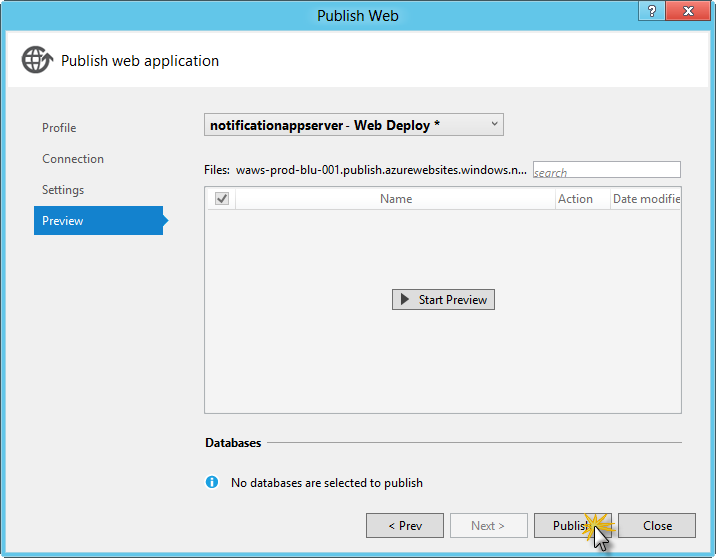 Publish Web
?
Publish web application
Profile
Connection
Settings
Preview
notificationappserver - Web Deploy *
Files: waws-prod-blu-001.publish.azurewebsites.windows.n... search
Name Action Date modifie
Start Preview
Databases
No databases are selected to publish
< Prev Next > Publish Close